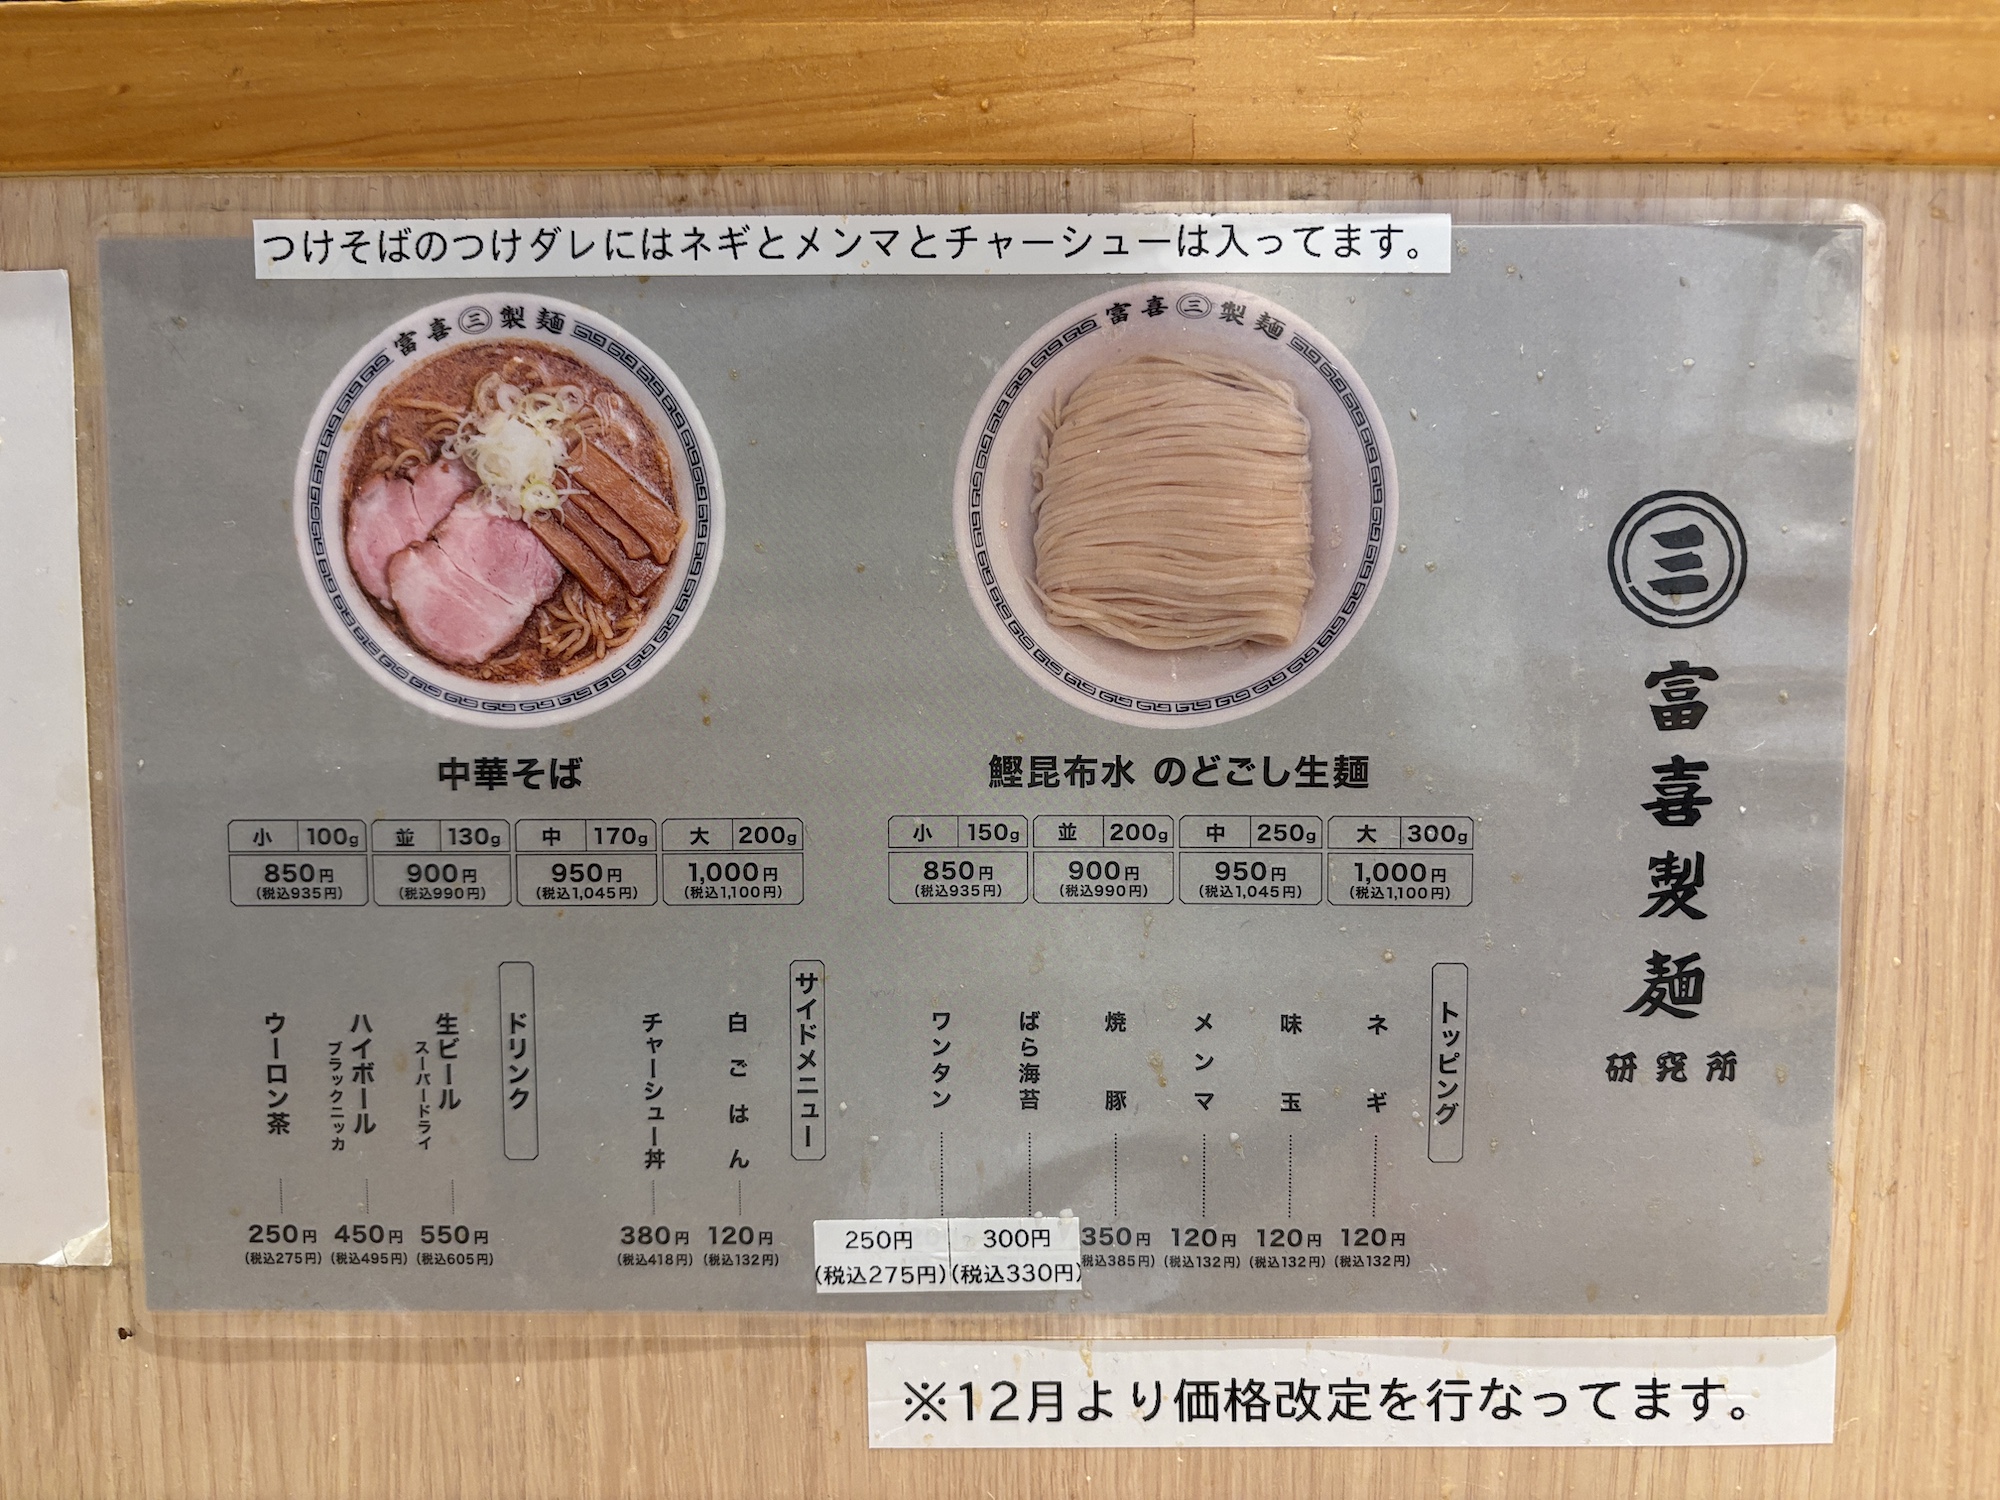 つけそばのつけダレにはネギとメンマとチャーシューは入ってます。
富喜㊂製麺
富喜㊂製麺
中華そば
小 100g 並 130g 中 170g 大 200g
850円 900円 950円 1,000円
(税込935円) (税込990円) (税込1,045円) (税込1,100円)
鰹昆布水 のどごし生麺
小 150g 並 200g 中 250g 大 300g
850円 900円 950円 1,000円
(税込935円) (税込990円) (税込1,045円) (税込1,100円)
㊂
富喜製麺
研究所
トッピング
ネギ 120円
(税込132円)
味玉 120円
(税込132円)
メンマ 120円
(税込132円)
焼豚 350円
税込385円)
ばら海苔 300円
(税込330円)
ワンタン 250円
(税込275円)
サイドメニュー
白ごはん 120円
(税込132円)
チャーシュー丼 380円
(税込418円)
ドリンク
生ビール
スーパードライ
550円
(税込605円)
ハイボール
ブラックニッカ
450円
(税込495円)
ウーロン茶 250円
(税込275円)
※12月より価格改定を行なってます。